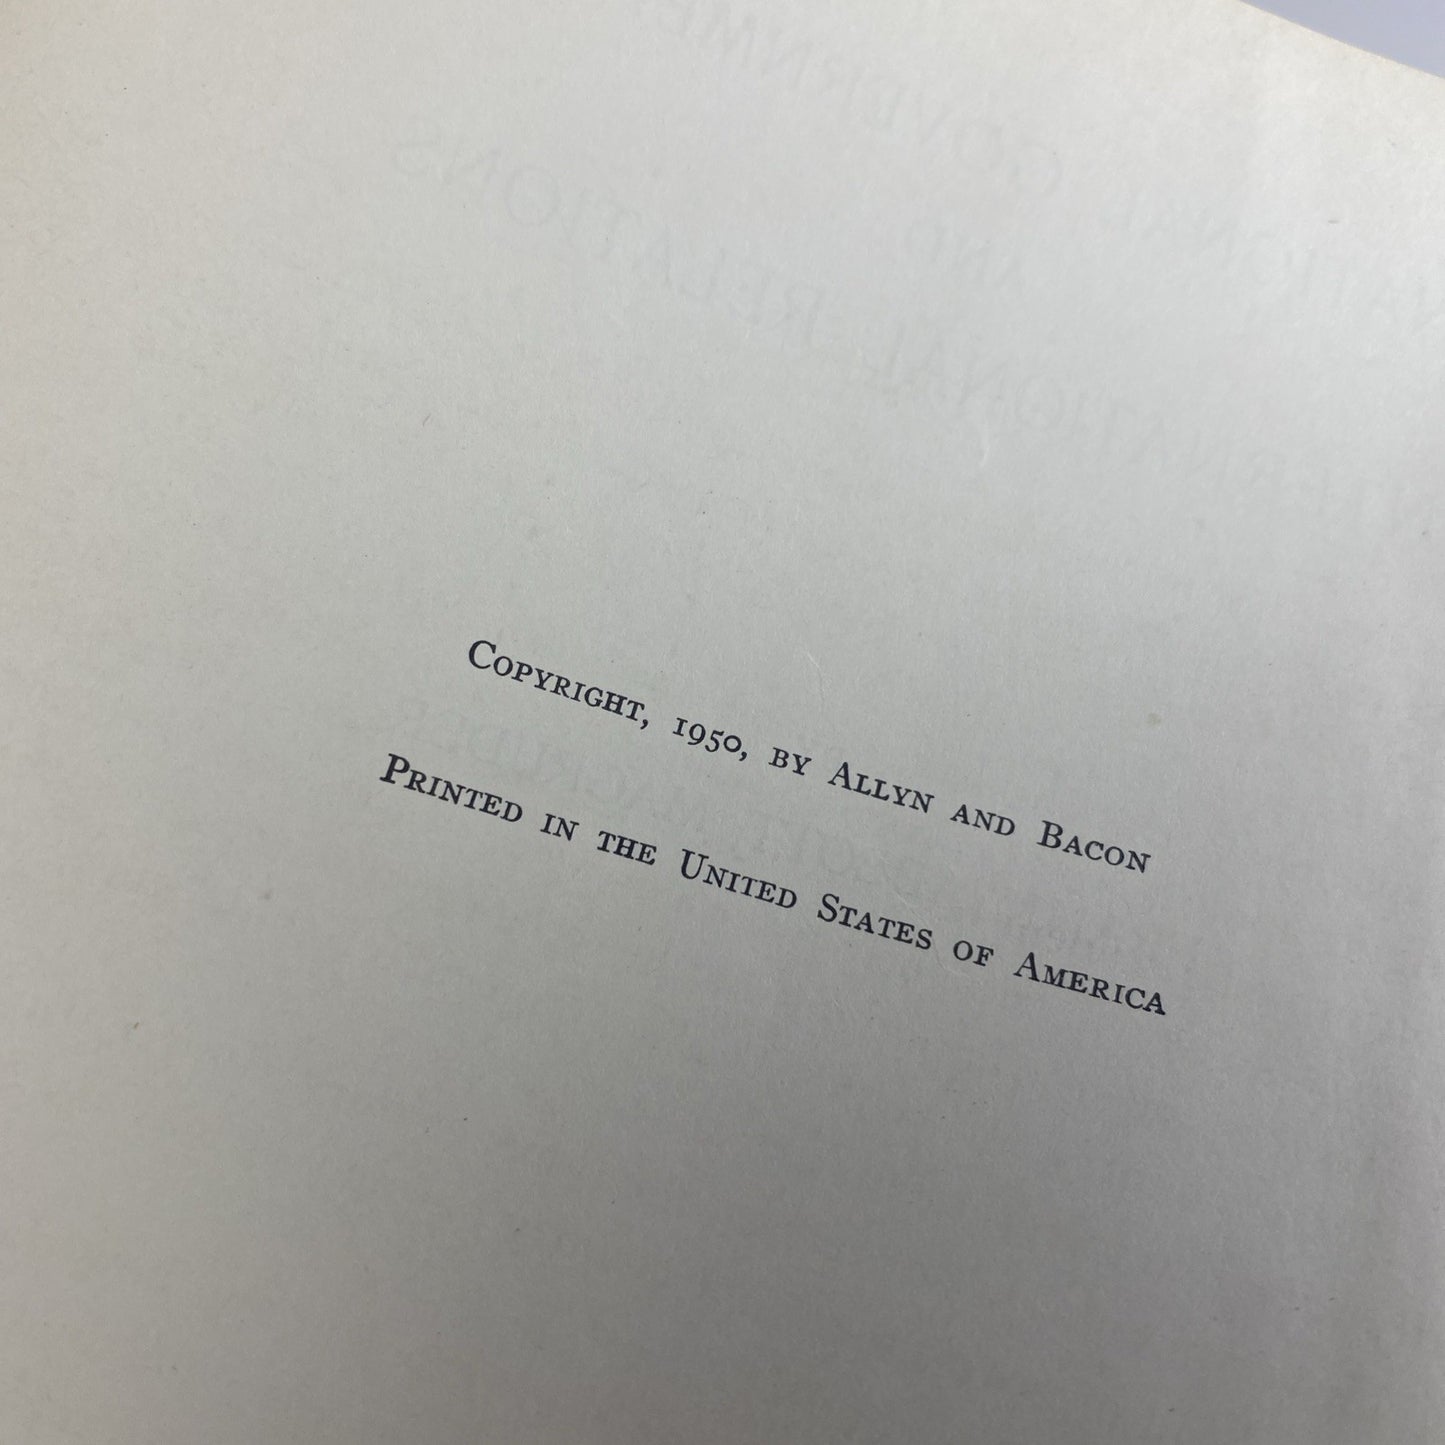 Copyright, 1950, by Allyn and Bacon
Printed in the United States of America